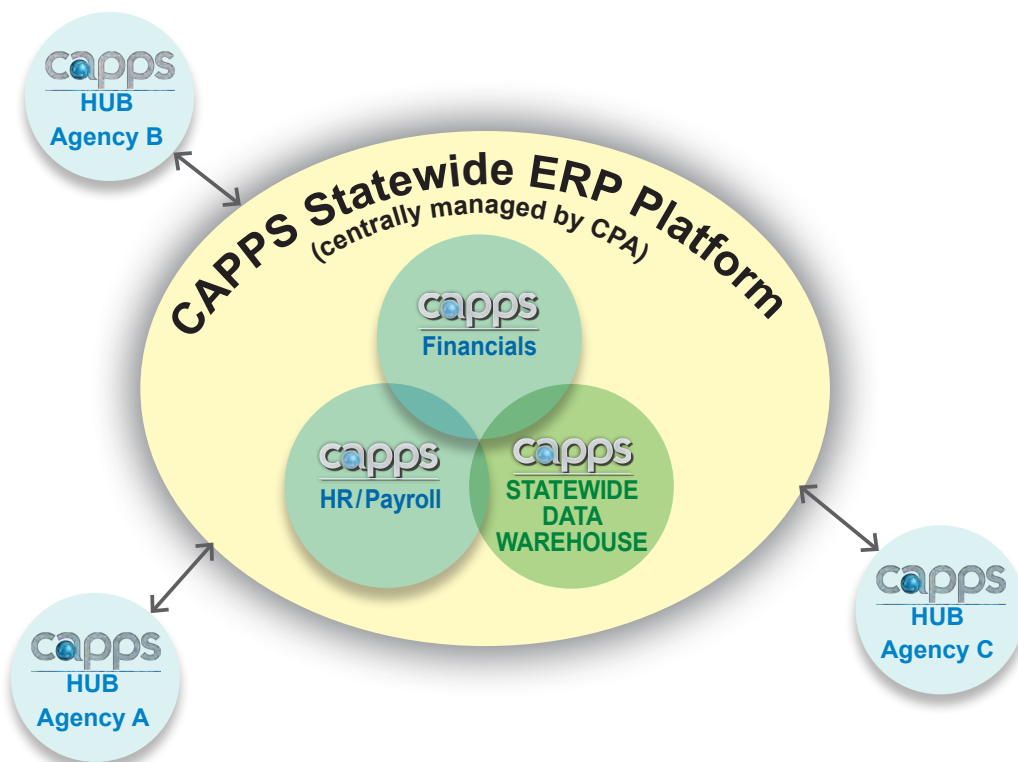 capps
HUB
Agency B
CAPPS Statewide ERP Platform
(centrally managed by CPA)
capps
Financials
capps
HR/Payroll
capps
STATEWIDE
DATA
WAREHOUSE
capps
HUB
Agency C
capps
HUB
Agency A